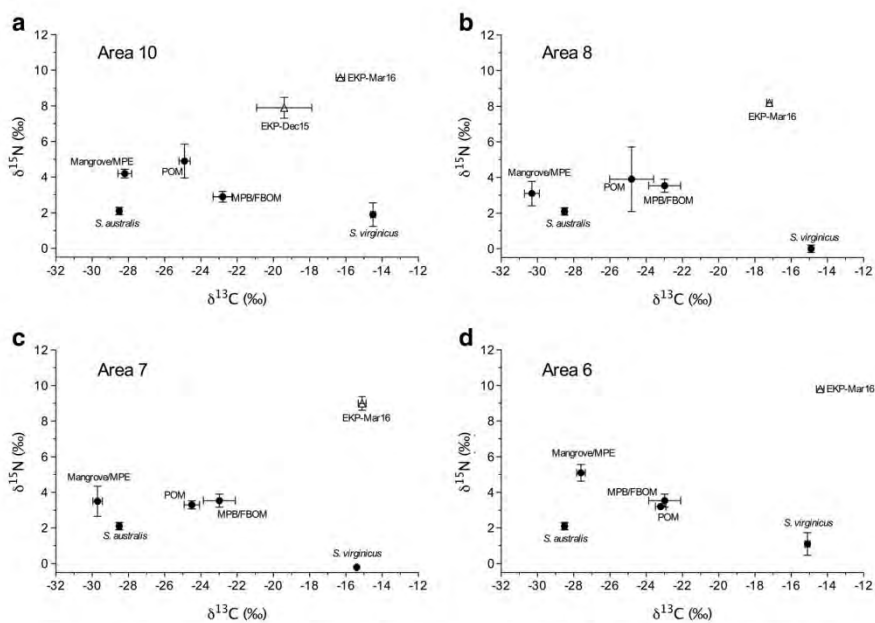 a
Area 10
12
10
8
6
4
2
0
δ15N (‰)
EKP-Mar16
EKP-Dec15
Mangrove/MPE
POM
MPB/FBOM
S. australis
S. virginicus
-32 -30 -28 -26 -24 -22 -20 -18 -16 -14 -12
δ13C (‰)
b
Area 8
12
10
8
6
4
2
0
δ15N (‰)
EKP-Mar16
Mangrove/MPE
POM
MPB/FBOM
S. australis
S. virginicus
-32 -30 -28 -26 -24 -22 -20 -18 -16 -14 -12
δ13C (‰)
c
Area 7
12
10
8
6
4
2
0
δ15N (‰)
EKP-Mar16
Mangrove/MPE
POM
MPB/FBOM
S. australis
S. virginicus
-32 -30 -28 -26 -24 -22 -20 -18 -16 -14 -12
δ13C (‰)
d
Area 6
12
10
8
6
4
2
0
δ15N (‰)
EKP-Mar16
Mangrove/MPE
MPB/FBOM
POM
S. australis
S. virginicus
-32 -30 -28 -26 -24 -22 -20 -18 -16 -14 -12
δ13C (‰)